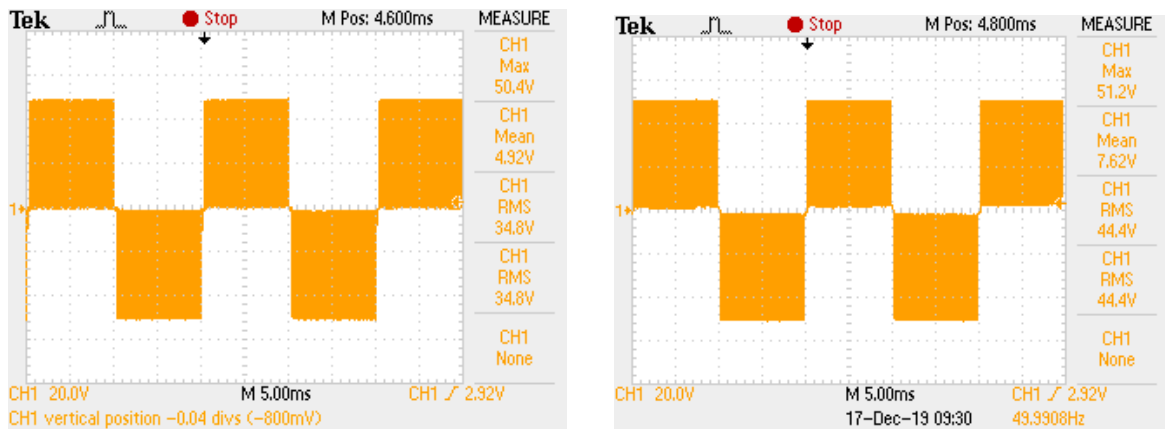 Tek Stop M Pos: 4.600ms MEASURE
CH1
Max
50.4V
CH1
Mean
4.92V
CH1
RMS
34.8V
CH1
RMS
34.8V
CH1
None
1
CH1 20.0V M 5.00ms CH1 2.92V
CH1 vertical position -0.04 divs (-800mV)
Tek Stop M Pos: 4.800ms MEASURE
CH1
Max
51.2V
CH1
Mean
7.62V
CH1
RMS
44.4V
CH1
RMS
44.4V
CH1
None
1
CH1 20.0V M 5.00ms CH1 2.92V
17-Dec-19 09:30 49.9908Hz